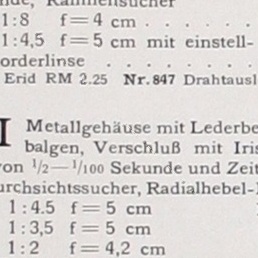 Rahmensucher
1:8 f=4 cm . . . . .
1:4,5 f=5 cm mit einstell-
orderlinse . . . . . . . .
Erid RM 2.25 Nr. 847 Drahtausl
Metallgehäuse mit Lederbe
balgen, Verschluß mit Iris
von 1/2—1/100 Sekunde und Zeit
urchsichtssucher, Radialhebel-
1:4.5 f= 5 cm
1:3,5 f= 5 cm
1:2 f= 4,2 cm